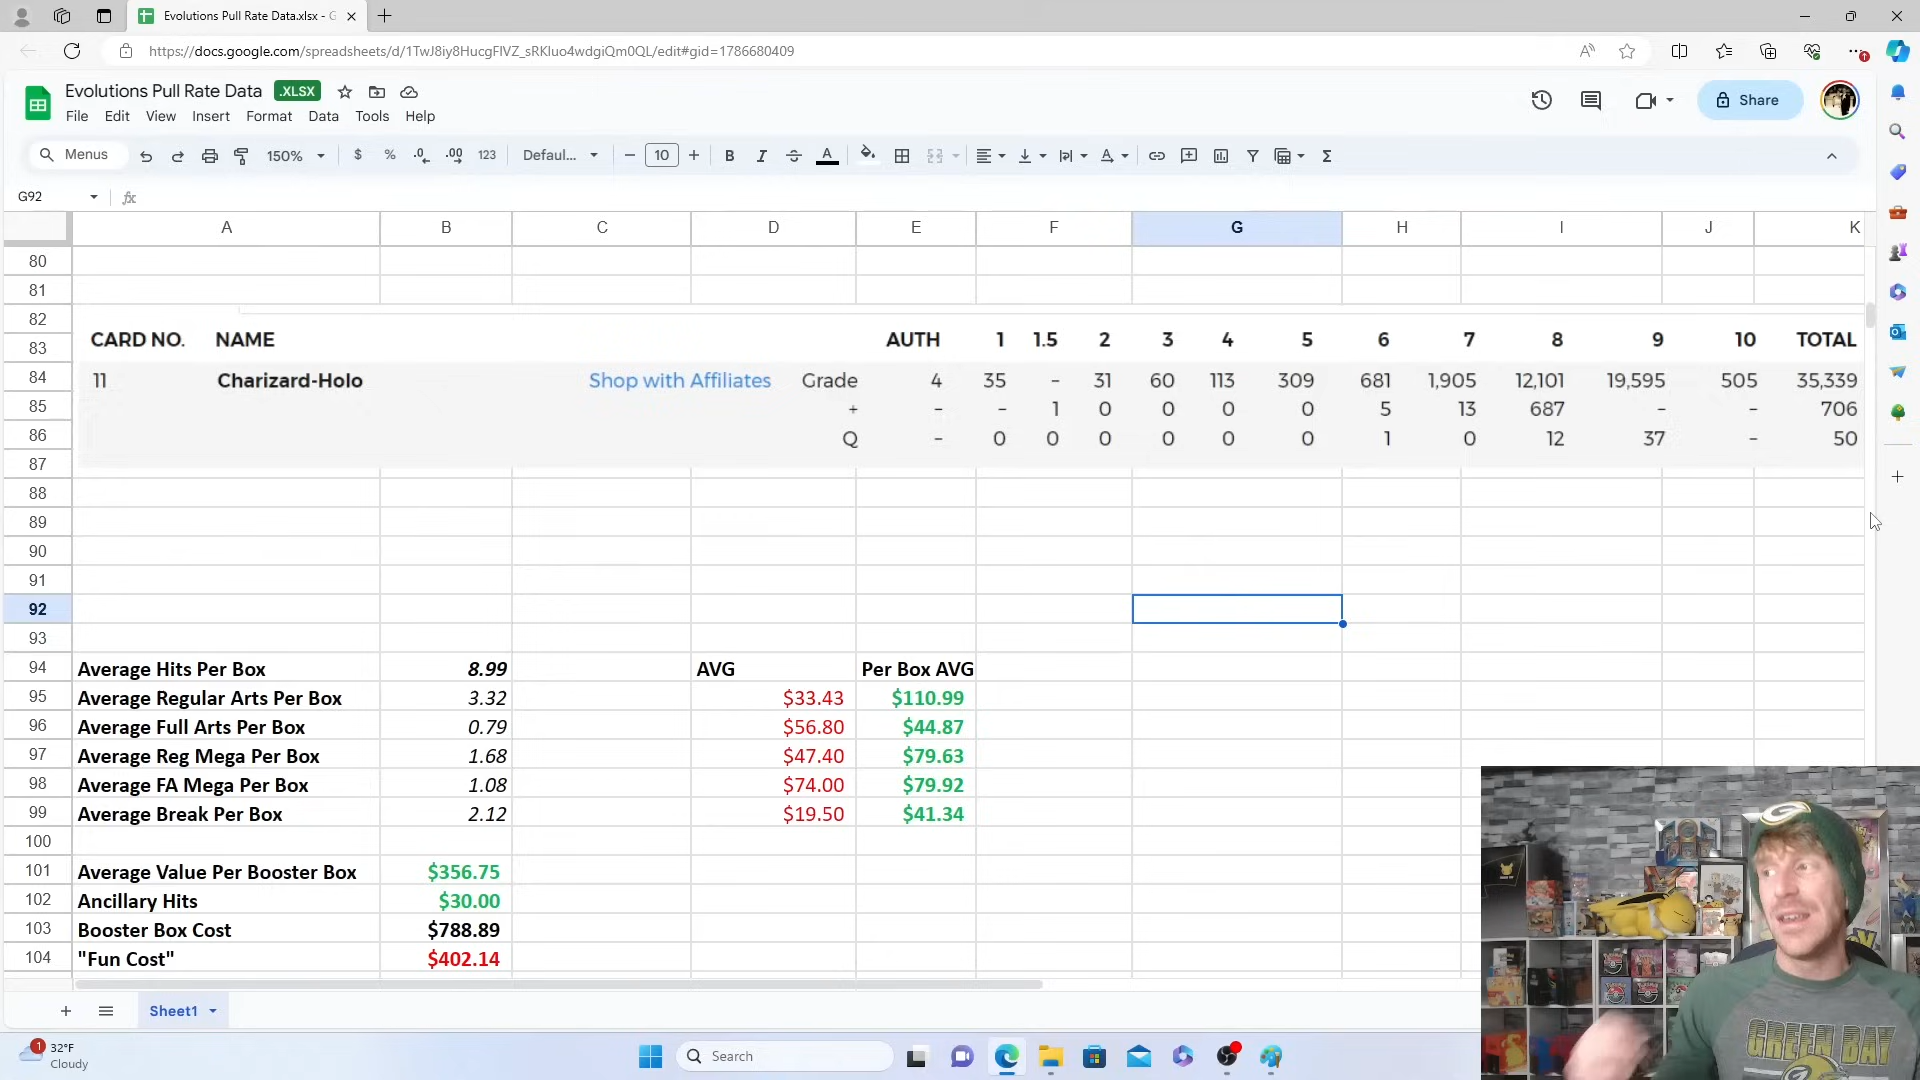 Evolutions Pull Rate Data.xlsx - G
https://docs.google.com/spreadsheets/d/1TwJ8iy8HucgFlVZ_sRKluo4wdgiQm0QL/edit#gid=1786680409
Evolutions Pull Rate Data .XLSX
Share
File Edit View Insert Format Data Tools Help
Menus 150% $ % .0 .00 123 Defaul... 10 B I A
G92
A B C D E F G H I J K
80
81
82
83 CARD NO. NAME AUTH 1 1.5 2 3 4 5 6 7 8 9 10 TOTAL
84 11 Charizard-Holo Shop with Affiliates Grade 4 35 - 31 60 113 309 681 1,905 12,101 19,595 505 35,339
85 + - - 1 0 0 0 0 5 13 687 - - 706
86 Q - 0 0 0 0 0 0 1 0 12 37 - 50
87
88
89
90
91
92
93
94 Average Hits Per Box 8.99 AVG Per Box AVG
95 Average Regular Arts Per Box 3.32 $33.43 $110.99
96 Average Full Arts Per Box 0.79 $56.80 $44.87
97 Average Reg Mega Per Box 1.68 $47.40 $79.63
98 Average FA Mega Per Box 1.08 $74.00 $79.92
99 Average Break Per Box 2.12 $19.50 $41.34
100
101 Average Value Per Booster Box $356.75
102 Ancillary Hits $30.00
103 Booster Box Cost $788.89
104 "Fun Cost" $402.14
Sheet1
GREEN BAY
1 32°F
Cloudy
Search